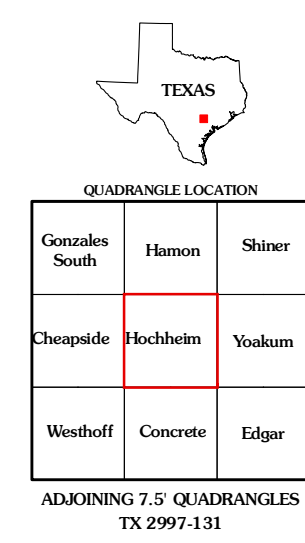 TEXAS
QUADRANGLE LOCATION
Gonzales
South
Hamon
Shiner
Cheapside
Hochheim
Yoakum
Westhoff
Concrete
Edgar
ADJOINING 7.5' QUADRANGLES
TX 2997-131